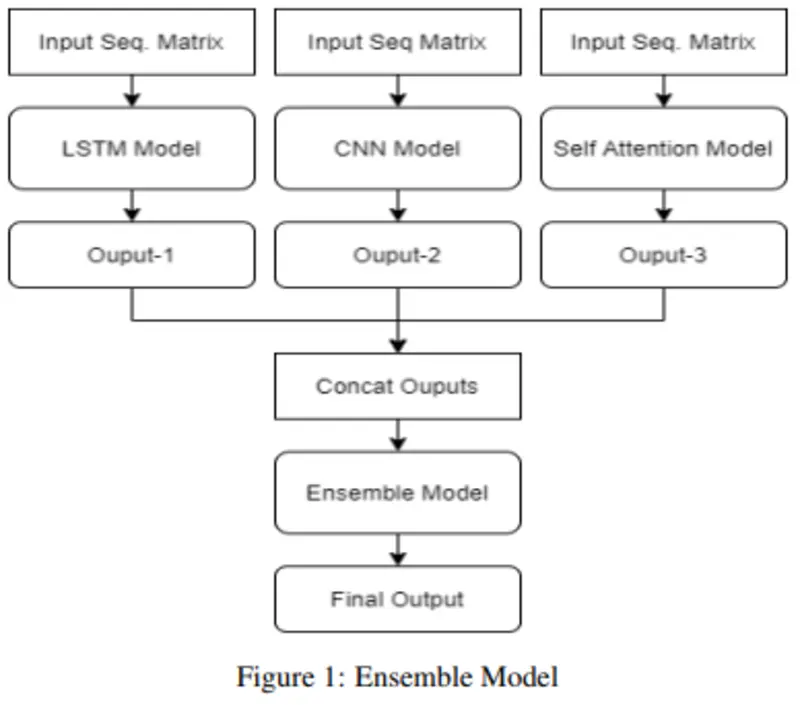 Input Seq. Matrix
Input Seq Matrix
Input Seq. Matrix
LSTM Model
CNN Model
Self Attention Model
Ouput-1
Ouput-2
Ouput-3
Concat Ouputs
Ensemble Model
Final Output
Figure 1: Ensemble Model